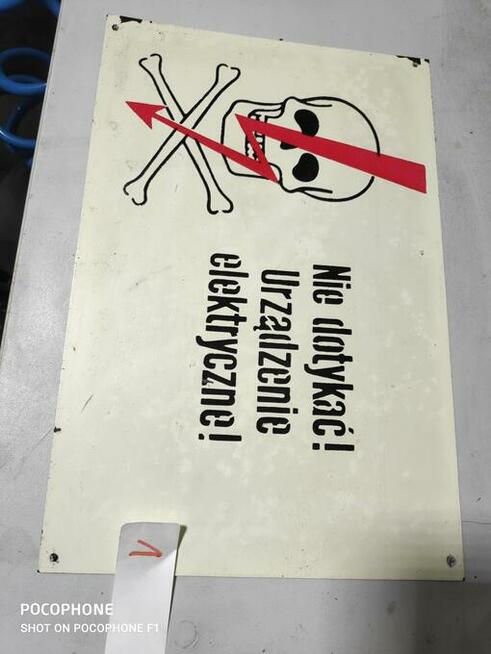 Nie dotykać!
Urządzenie
elektryczne!
V
POCOPHONE
SHOT ON POCOPHONE F1